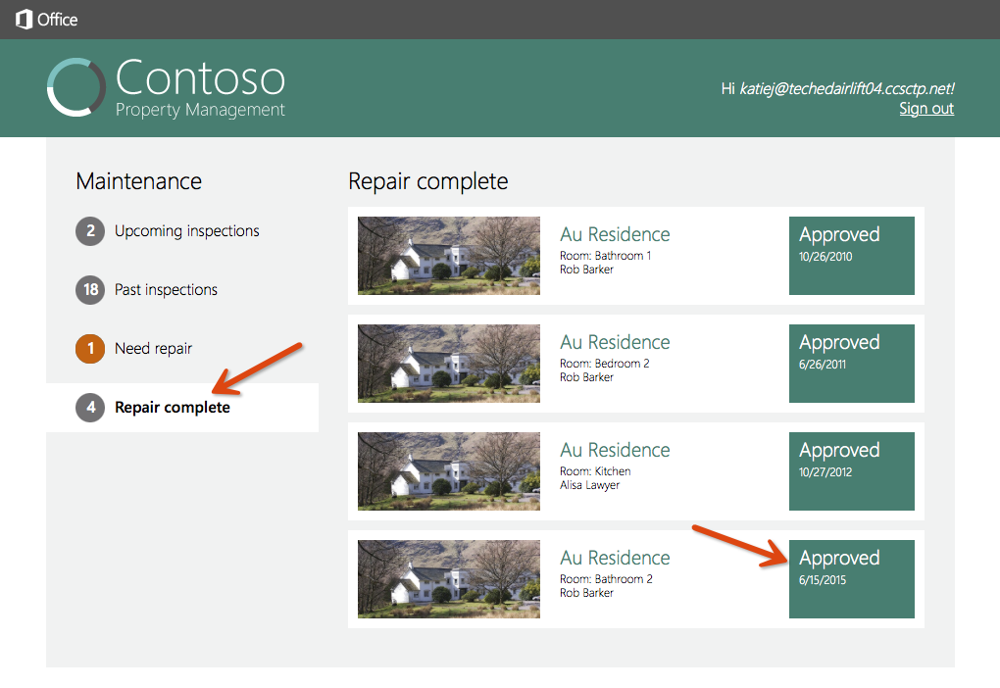 Office
Contoso
Property Management
Hi katiej@techedairlift04.ccsctp.net!
Sign out
Maintenance
2 Upcoming inspections
18 Past inspections
1 Need repair
4 Repair complete
Repair complete
Au Residence
Room: Bathroom 1
Rob Barker
Approved
10/26/2010
Au Residence
Room: Bedroom 2
Rob Barker
Approved
6/26/2011
Au Residence
Room: Kitchen
Alisa Lawyer
Approved
10/27/2012
Au Residence
Room: Bathroom 2
Rob Barker
Approved
6/15/2015